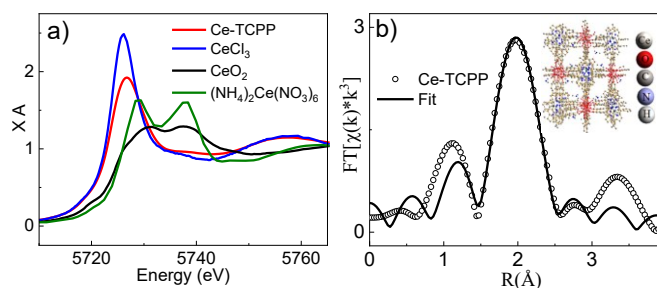 a)
Ce-TCPP
CeCl3
CeO2
(NH4)2Ce(NO3)6
X A
2
1
0
5720
5740
5760
Energy (eV)
b)
Ce-TCPP
Fit
FT[χ(k)*k³]
3
0
0
1
2
3
R(Å)
Ce
O
C
N
H